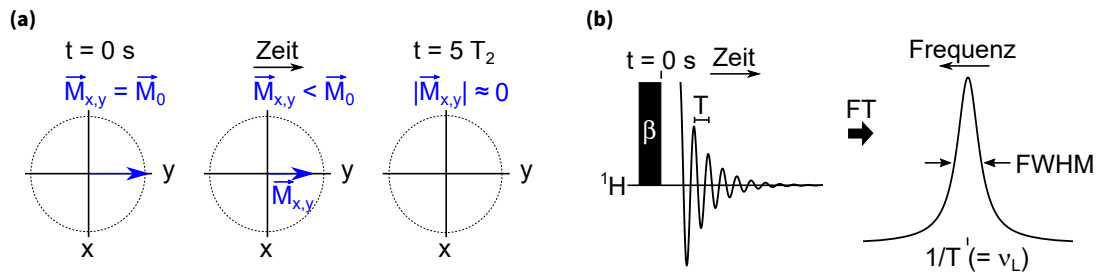 (a)
t = 0 s
M⃗x,y = M⃗0
y
x
Zeit
M⃗x,y < M⃗0
y
M⃗x,y
x
t = 5 T2
|M⃗x,y| ≈ 0
y
x
(b)
t = 0 s Zeit
T
β
1H
FT
Frequenz
FWHM
1/T (= νL)